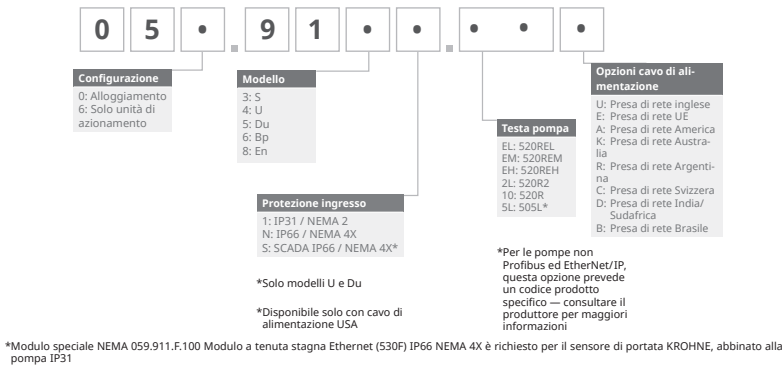 0 5 • . 9 1 • • . • • •
Configurazione
0: Alloggiamento
6: Solo unità di
azionamento
Modello
3: S
4: U
5: Du
6: Bp
8: En
Protezione ingresso
1: IP31 / NEMA 2
N: IP66 / NEMA 4X
S: SCADA IP66 / NEMA 4X*
*Solo modelli U e Du
*Disponibile solo con cavo di
alimentazione USA
Testa pompa
EL: 520REL
EM: 520REM
EH: 520REH
2L: 520R2
10: 520R
5L: 505L*
*Per le pompe non
Profibus ed EtherNet/IP,
questa opzione prevede
un codice prodotto
specifico — consultare il
produttore per maggiori
informazioni
Opzioni cavo di ali-
mentazione
U: Presa di rete inglese
E: Presa di rete UE
A: Presa di rete America
K: Presa di rete Austra-
lia
R: Presa di rete Argenti-
na
C: Presa di rete Svizzera
D: Presa di rete India/
Sudafrica
B: Presa di rete Brasile
*Modulo speciale NEMA 059.911.F.100 Modulo a tenuta stagna Ethernet (530F) IP66 NEMA 4X è richiesto per il sensore di portata KROHNE, abbinato alla
pompa IP31